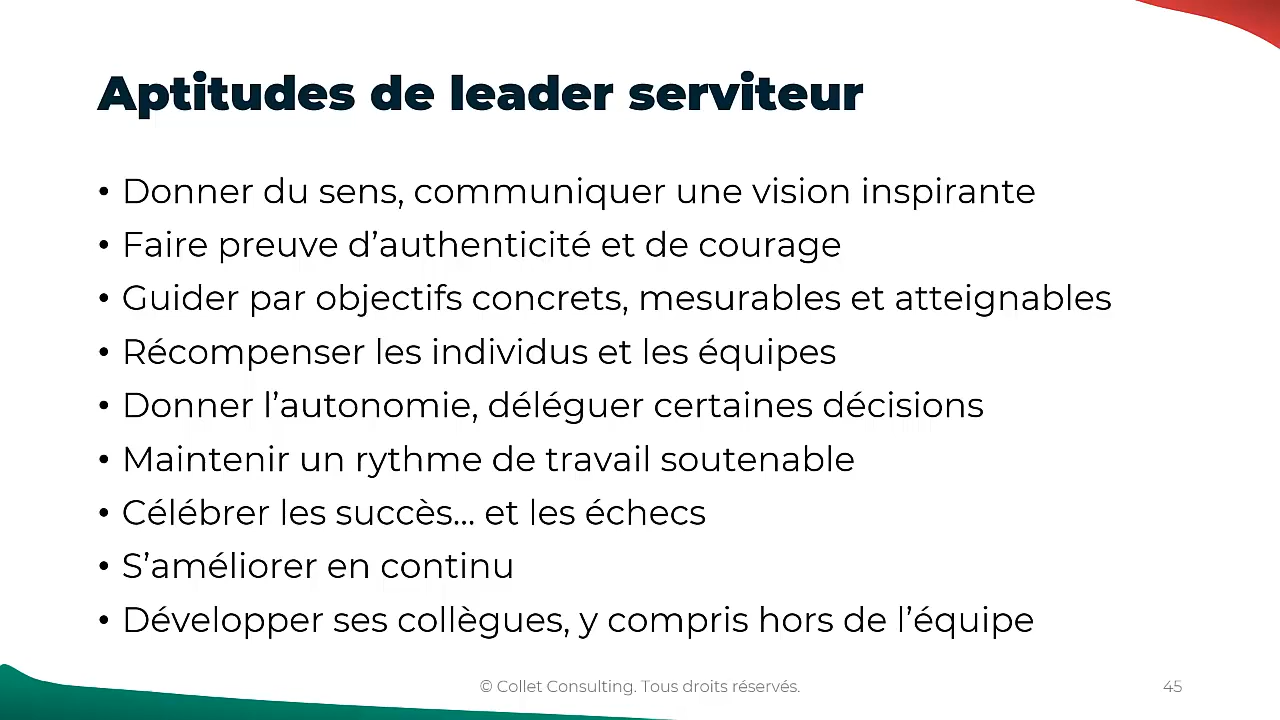 Aptitudes de leader serviteur
• Donner du sens, communiquer une vision inspirante
• Faire preuve d’authenticité et de courage
• Guider par objectifs concrets, mesurables et atteignables
• Récompenser les individus et les équipes
• Donner l’autonomie, déléguer certaines décisions
• Maintenir un rythme de travail soutenable
• Célébrer les succès... et les échecs
• S’améliorer en continu
• Développer ses collègues, y compris hors de l’équipe
© Collet Consulting. Tous droits réservés.
45